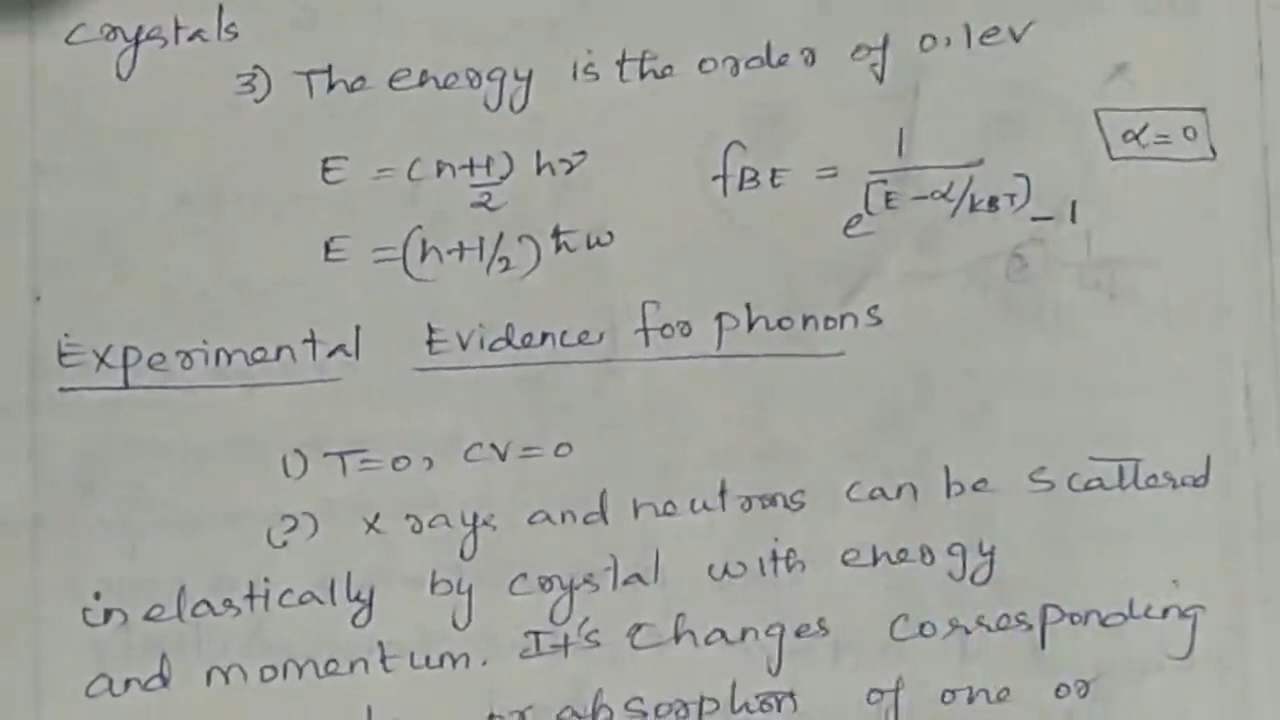 crystals
3) The energy is the order of 0.1ev
E = (n+1)/2 hν
fBE = 1/e^[E-α/kBT) -1
α=0
E =(n+1/2) ħω
Experimental Evidence for phonons
1) T=0, CV=0
(2) x rays and neutrons can be scattered
inelastically by crystal with energy
and momentum. It's changes corresponding
or absorption of one or